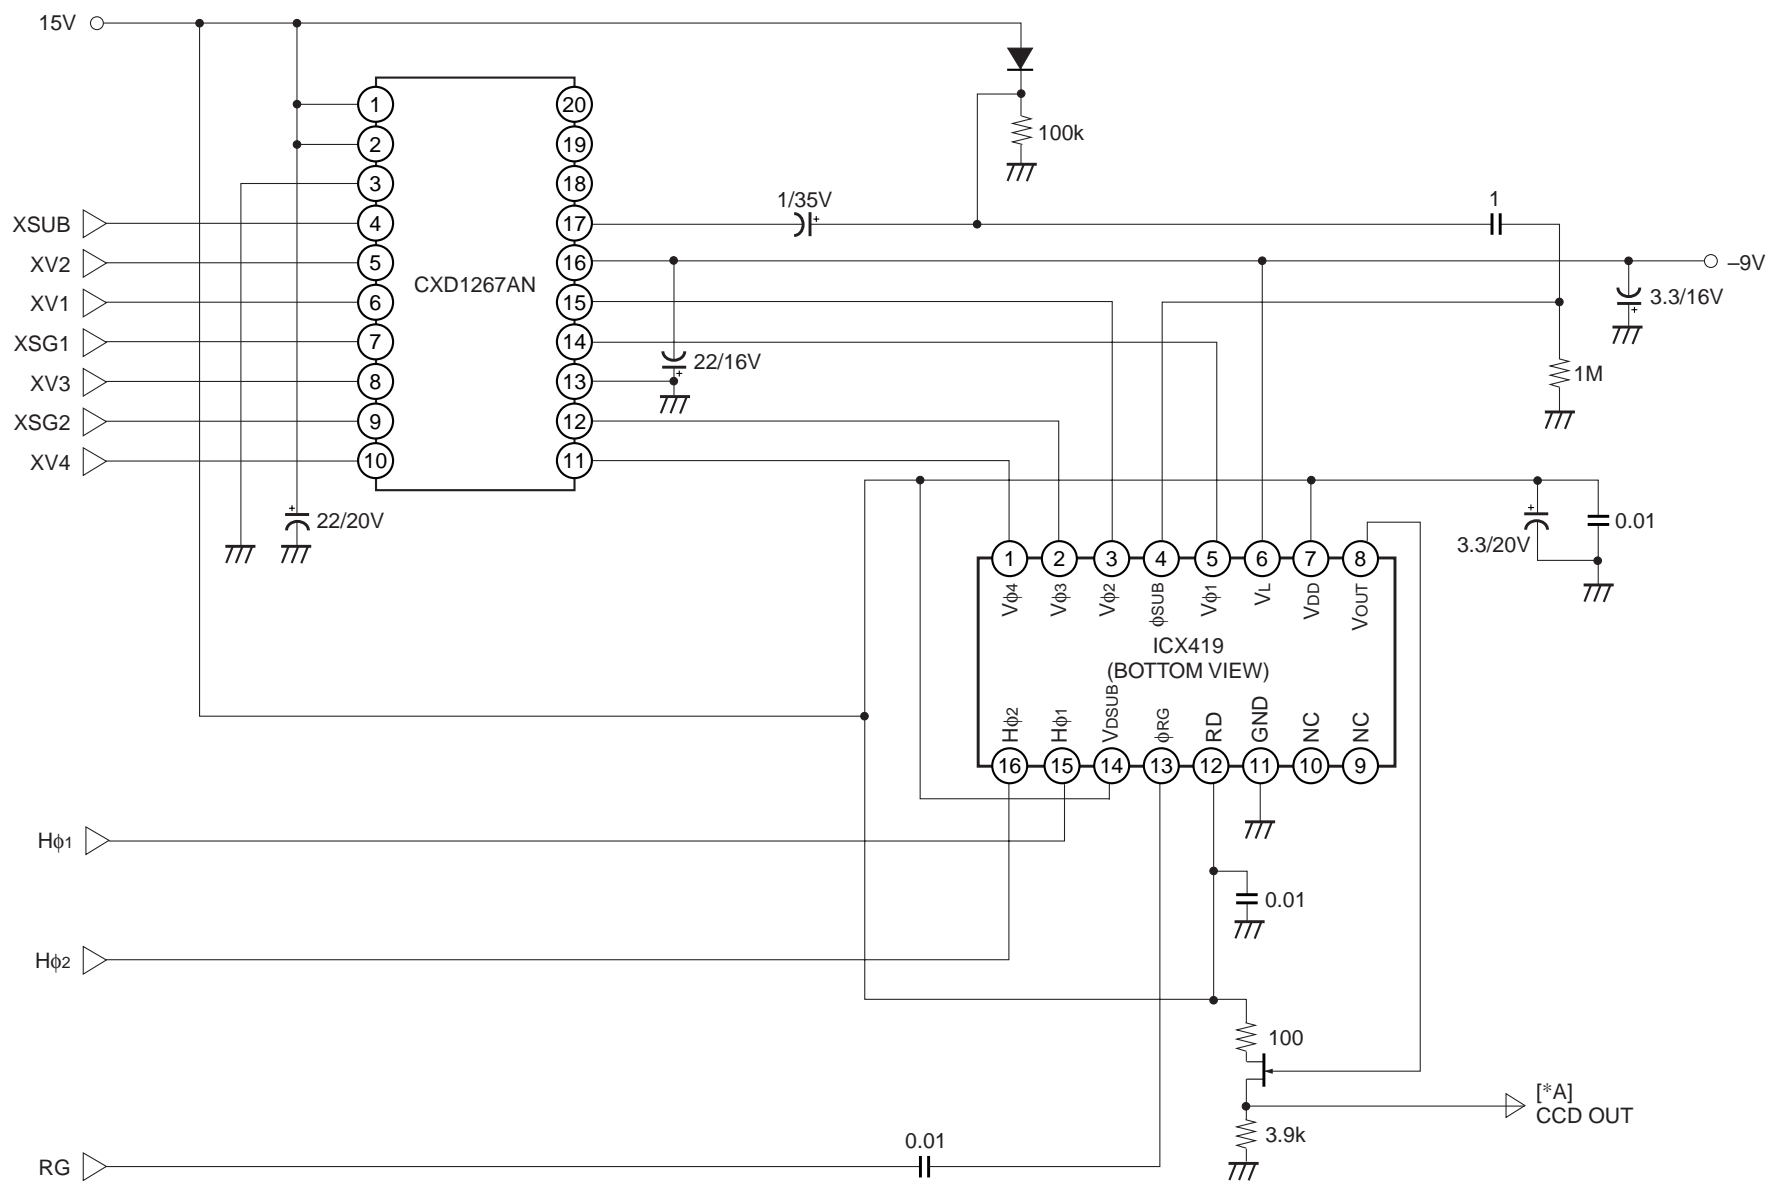 15V
1
20
2
19
100k
3
18
1/35V
1
XSUB
4
17
XV2
5
16
–9V
CXD1267AN
XV1
6
15
3.3/16V
XSG1
7
14
22/16V
XV3
8
13
1M
XSG2
9
12
XV4
10
11
22/20V
0.01
3.3/20V
1
2
3
4
5
6
7
8
Vϕ4
Vϕ3
Vϕ2
ϕSUB
Vϕ1
VL
VDD
VOUT
ICX419
(BOTTOM VIEW)
Hϕ2
Hϕ1
VDSUB
ϕRG
RD
GND
NC
NC
16
15
14
13
12
11
10
9
Hϕ1
0.01
Hϕ2
100
[*A]
CCD OUT
3.9k
0.01
RG